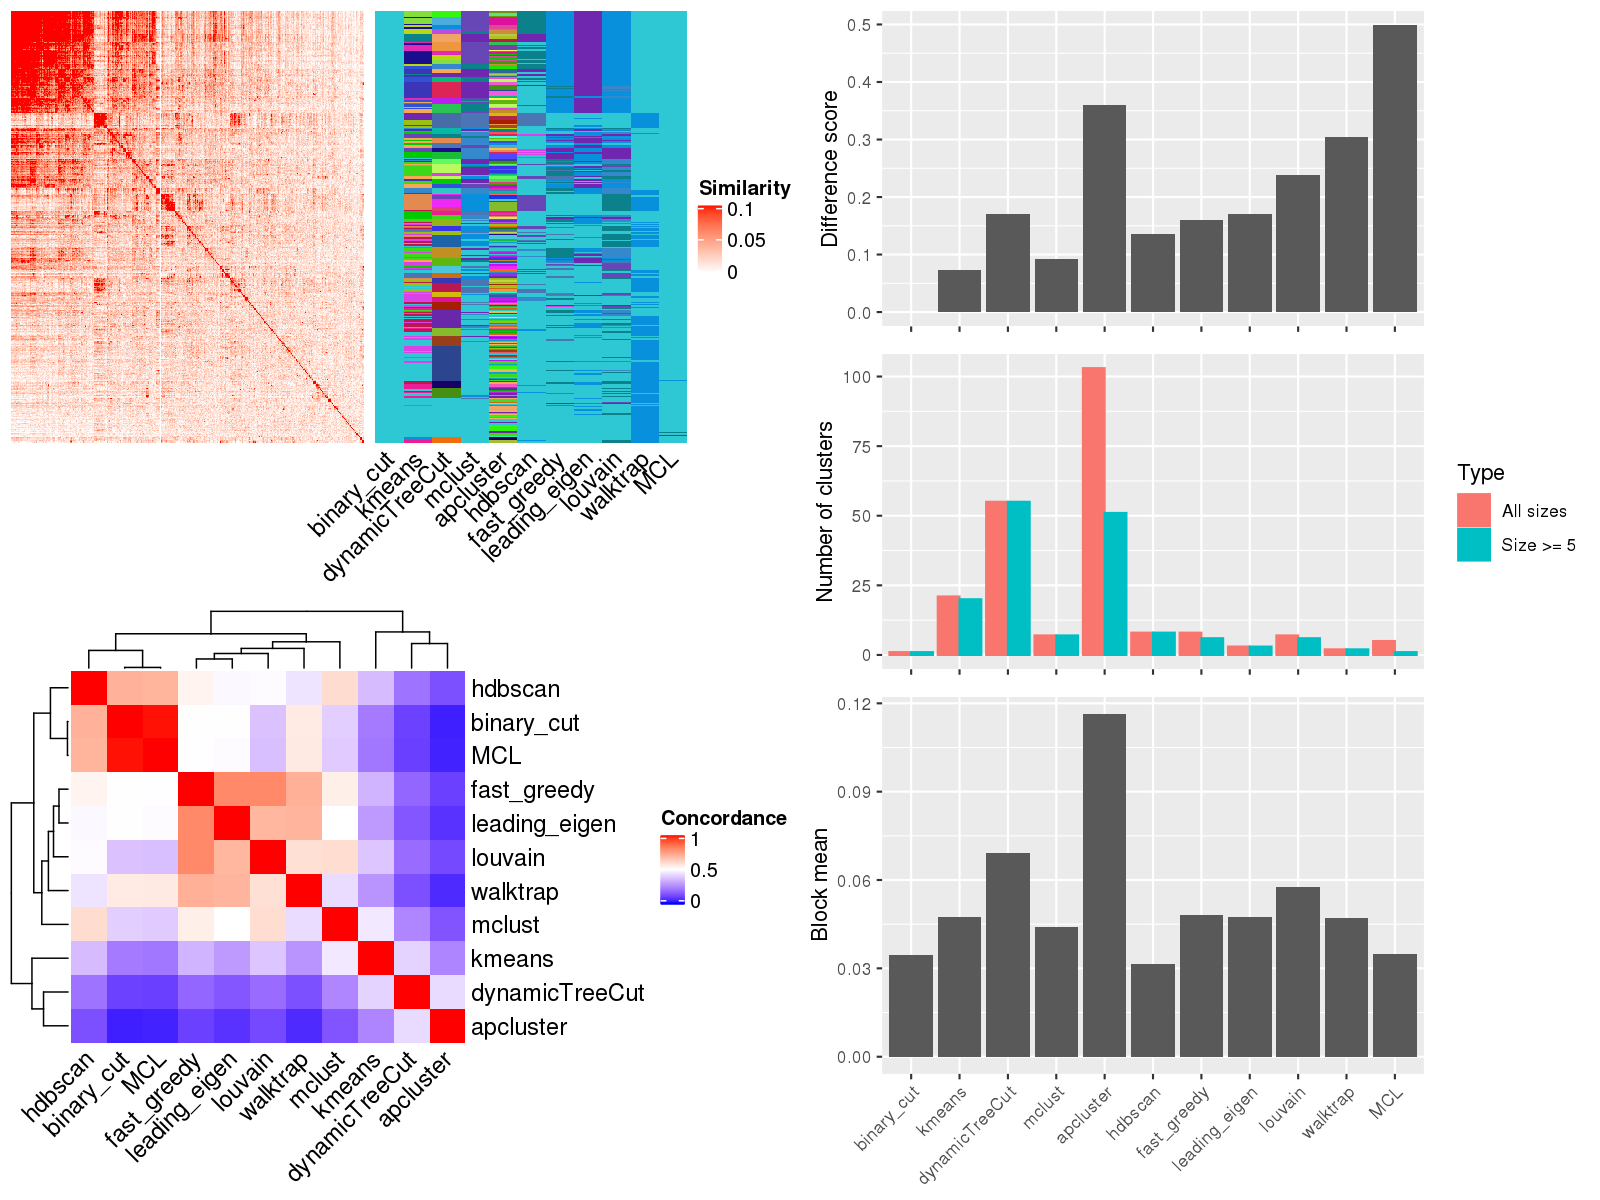 Similarity
0.1
0.05
0
binary_cut
kmeans
dynamicTreeCut
mclust
apcluster
hdbscan
fast_greedy
leading_eigen
louvain
walktrap
MCL
Difference score
0.5
0.4
0.3
0.2
0.1
0.0
Number of clusters
100
75
50
25
0
Type
All sizes
Size >= 5
hdbscan
binary_cut
MCL
fast_greedy
leading_eigen
louvain
walktrap
mclust
kmeans
dynamicTreeCut
apcluster
Concordance
1
0.5
0
hdbscan
binary_cut
MCL
fast_greedy
leading_eigen
louvain
walktrap
mclust
kmeans
dynamicTreeCut
apcluster
Block mean
0.12
0.09
0.06
0.03
0.00
binary_cut
kmeans
dynamicTreeCut
mclust
apcluster
hdbscan
fast_greedy
leading_eigen
louvain
walktrap
MCL